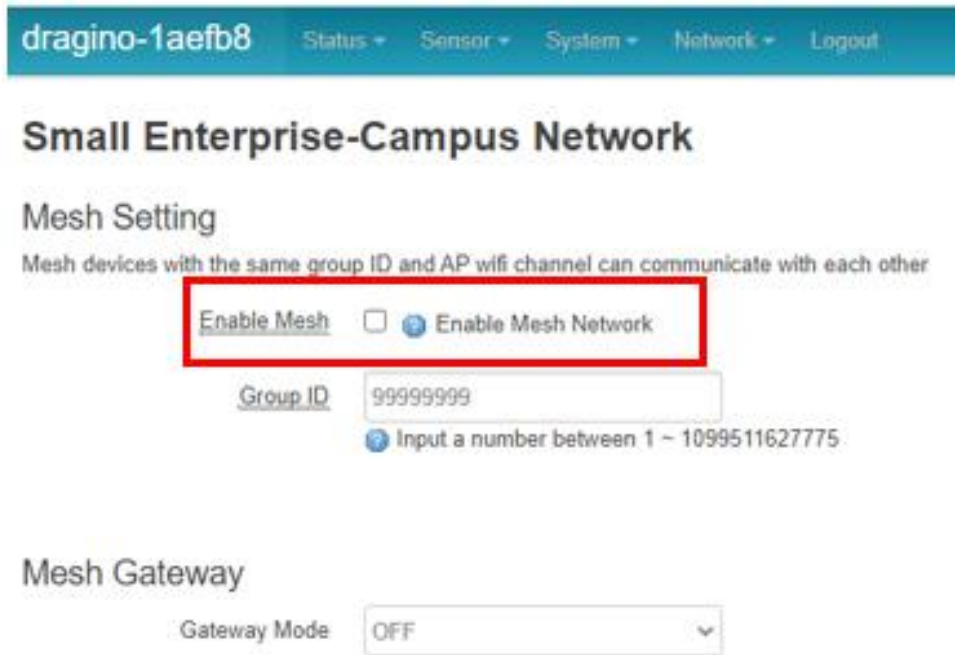 dragino-1aefb8 Status Sensor System Network Logout
Small Enterprise-Campus Network
Mesh Setting
Mesh devices with the same group ID and AP wifi channel can communicate with each other
Enable Mesh Enable Mesh Network
Group ID 99999999
Input a number between 1 ~ 1099511627775
Mesh Gateway
Gateway Mode OFF